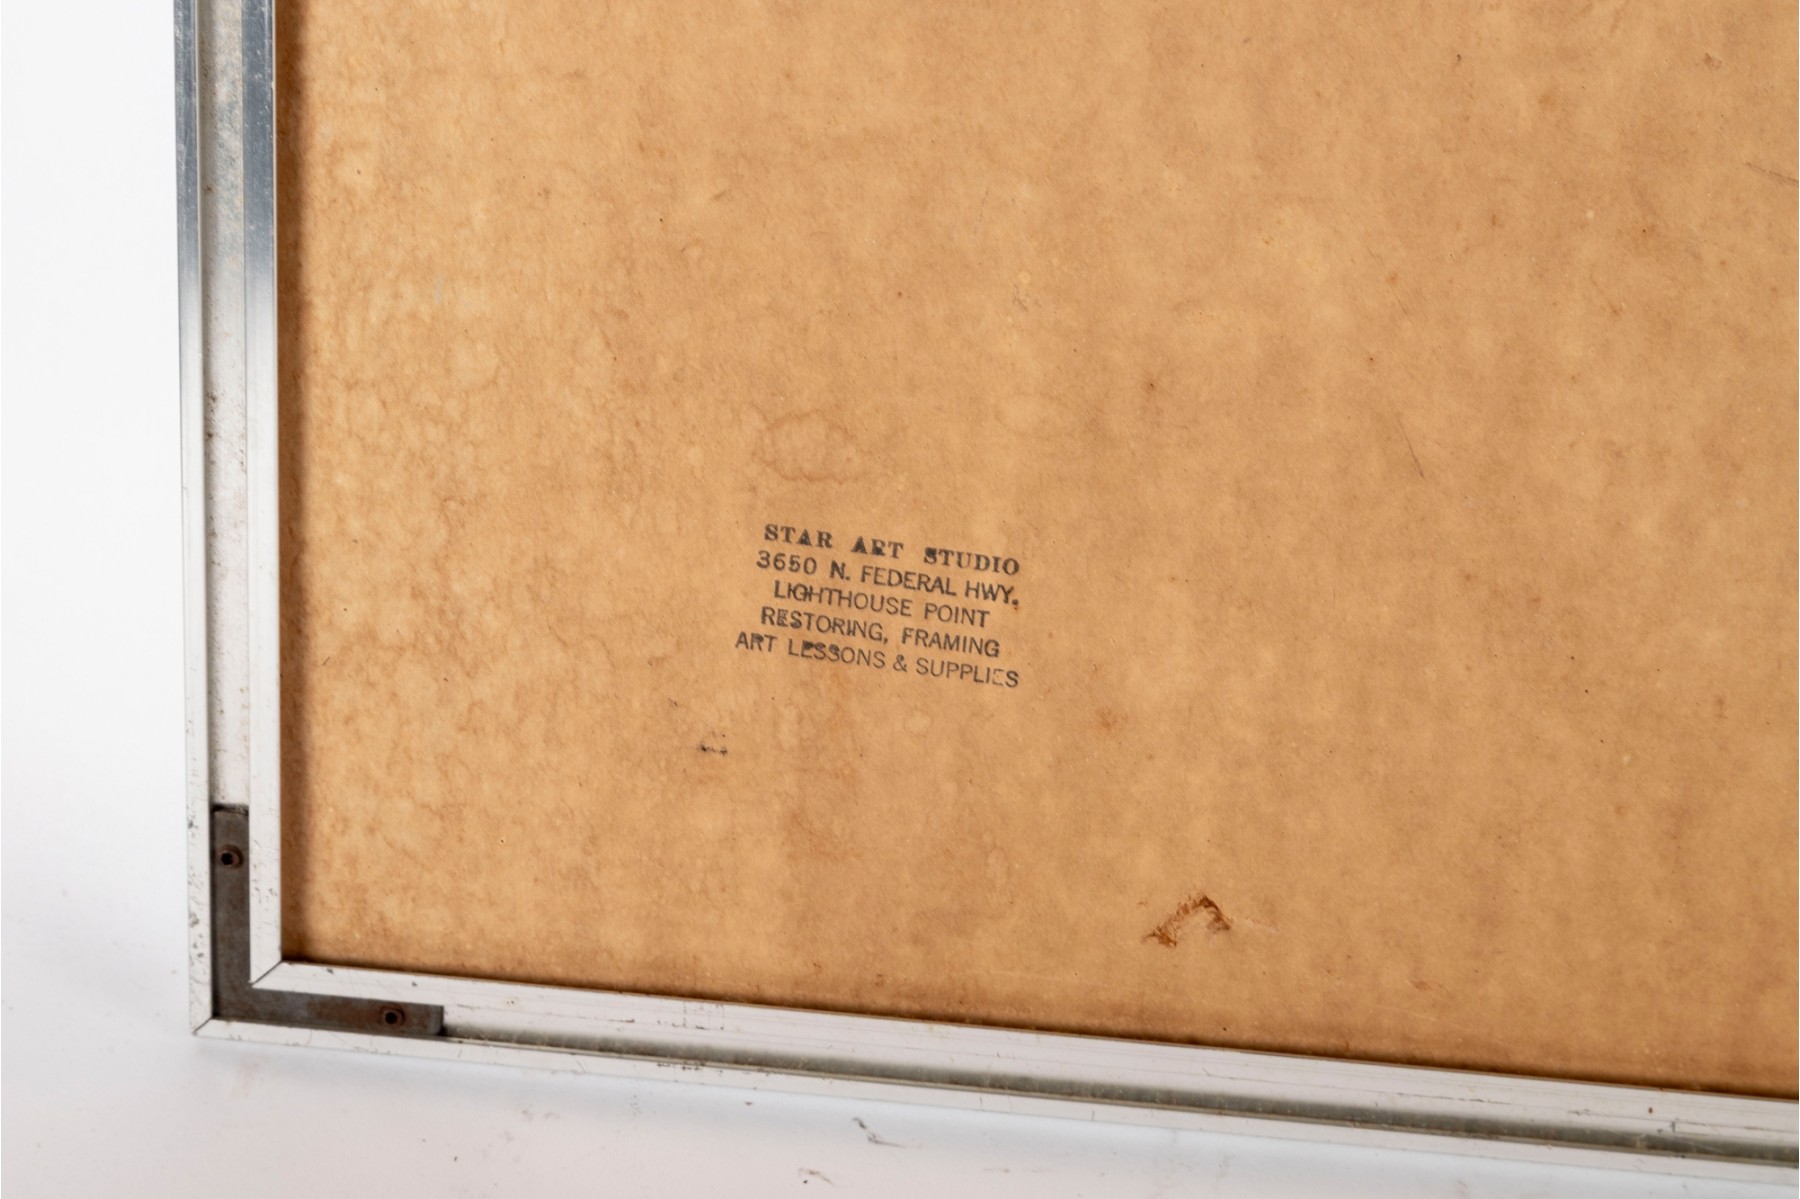 STAR ART STUDIO
3650 N. FEDERAL HWY.
LIGHTHOUSE POINT
RESTORING, FRAMING
ART LESSONS & SUPPLIES